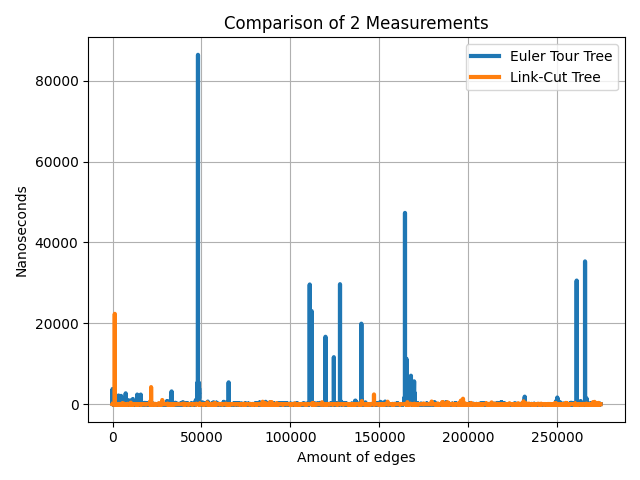 Comparison of 2 Measurements
Euler Tour Tree
Link-Cut Tree
Nanoseconds
80000
60000
40000
20000
0
0 50000 100000 150000 200000 250000
Amount of edges